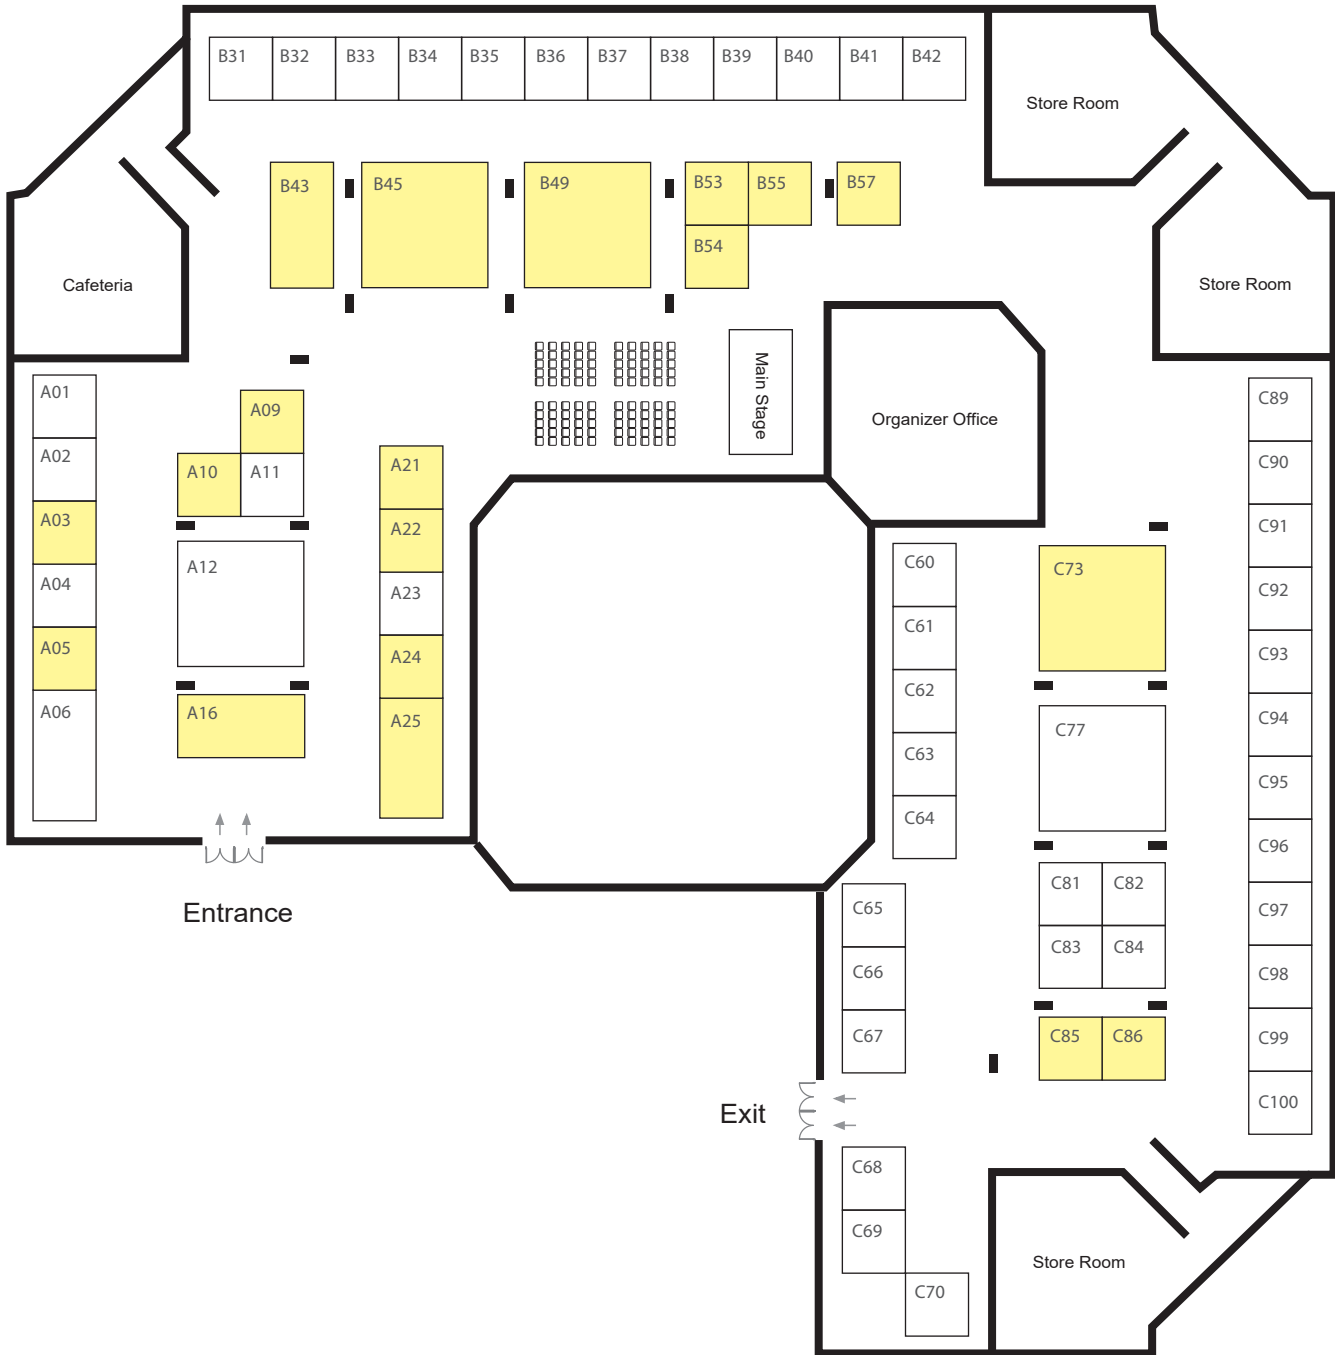 B31 B32 B33 B34 B35 B36 B37 B38 B39 B40 B41 B42
Store Room
B43 B45 B49 B53 B55 B57
B54
Cafeteria
Store Room
Main Stage
Organizer Office
A01
A02
A03
A04
A05
A06
A09
A10 A11
A12
A16
A21
A22
A23
A24
A25
Entrance
C60
C61
C62
C63
C64
C65
C66
C67
Exit
C68
C69
C70
C73
C77
C81 C82
C83 C84
C85 C86
C89
C90
C91
C92
C93
C94
C95
C96
C97
C98
C99
C100
Store Room